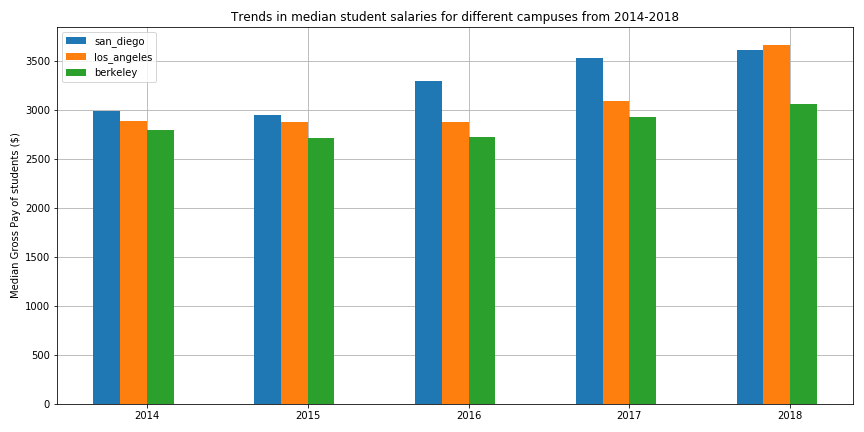 Trends in median student salaries for different campuses from 2014-2018
san_diego
los_angeles
berkeley
Median Gross Pay of students ($)
3500
3000
2500
2000
1500
1000
500
0
2014 2015 2016 2017 2018